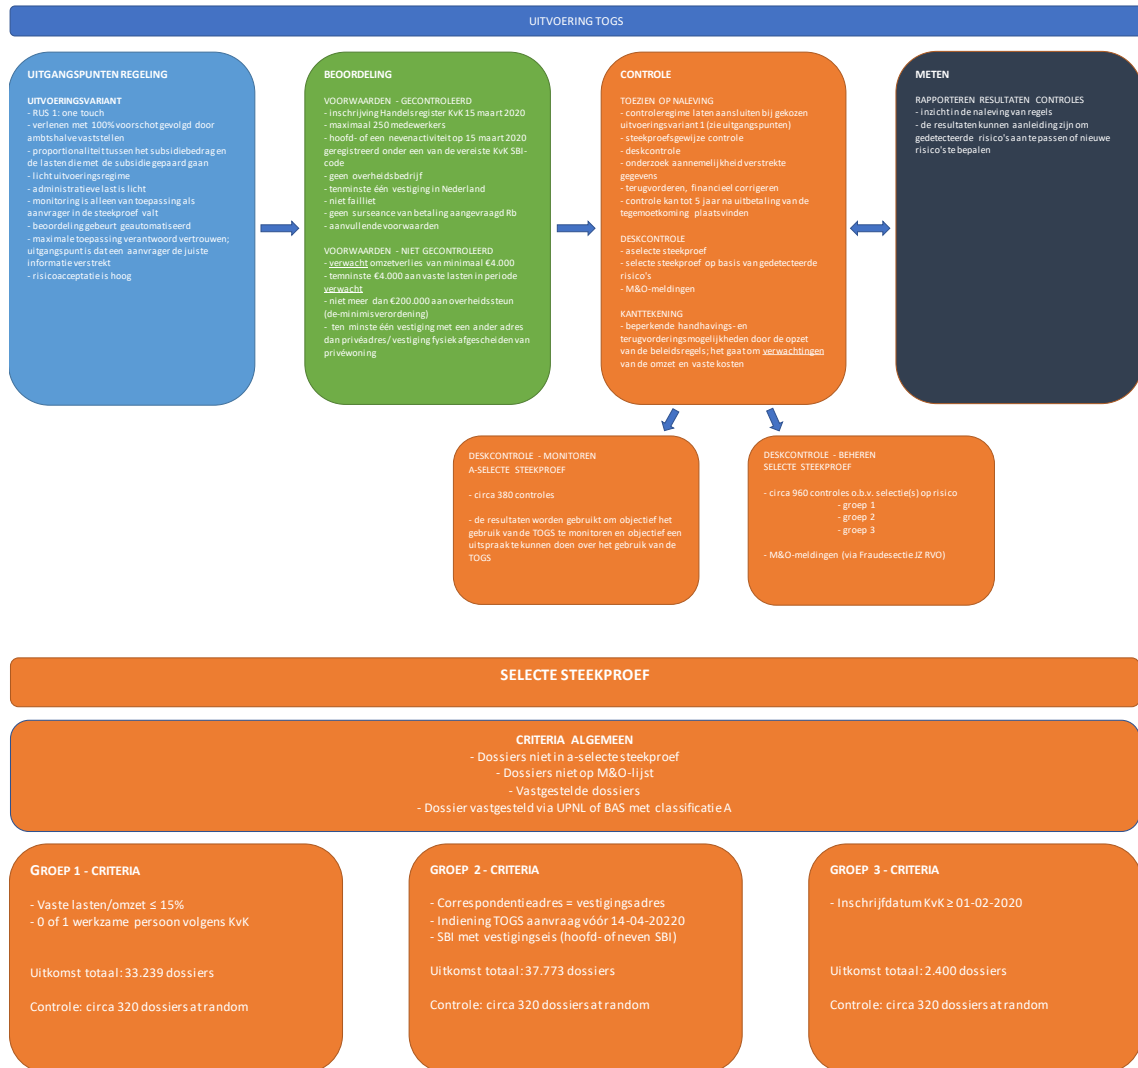 UITVOERING TOGS
UITGANGSPUNTEN REGELING
UITVOERINGSVARIANT
- RUS 1: one touch
- verlenen met 100% voorschot gevolgd door
ambtshalve vaststellen
- proportionaliteit tussen het subsidiebedrag en
de lasten die met de subsidie gepaard gaan
- licht uitvoeringsregime
- administratieve last is licht
- monitoring is alleen van toepassing als
aanvrager in de steekproef valt
- beoordeling gebeurt geautomatiseerd
- maximale toepassing verantwoord vertrouwen;
uitgangspunt is dat een aanvrager de juiste
informatie verstrekt
- risicoacceptatie is hoog
BEOORDELING
VOORWAARDEN - GECONTROLEERD
- inschrijving Handelsregister KvK 15 maart 2020
- maximaal 250 medewerkers
- hoofd- of een nevenactiviteit op 15 maart 2020
geregistreerd onder een van de vereiste KvK SBI-
code
- geen overheidsbedrijf
- tenminste één vestiging in Nederland
- niet failliet
- geen surseance van betaling aangevraagd Rb
- aanvullende voorwaarden
VOORWAARDEN - NIET GECONTROLEERD
- verwacht omzetverlies van minimaal €4.000
- temninste €4.000 aan vaste lasten in periode
verwacht
- niet meer dan €200.000 aan overheidssteun
(de-minimisverordening)
- ten minste één vestiging met een ander adres
dan privéadres/ vestiging fysiek afgescheiden van
privéwoning
CONTROLE
TOEZIEN OP NALEVING
- controleregime laten aansluiten bij gekozen
uitvoeringsvariant 1 (zie uitgangspunten)
- steekproefsgewijze controle
- deskcontrole
- onderzoek aannemelijkheid verstrekte
gegevens
- terugvorderen, financieel corrigeren
- controle kan tot 5 jaar na uitbetaling van de
tegemoetkoming plaatsvinden
DESKCONTROLE
- aselecte steekproef
- selecte steekproef op basis van gedetecteerde
risico's
- M&O-meldingen
KANTTEKENING
- beperkende handhavings- en
terugvorderingsmogelijkheden door de opzet
van de beleidsregels; het gaat om verwachtingen
van de omzet en vaste kosten
METEN
RAPPORTEREN RESULTATEN CONTROLES
- inzicht in de naleving van regels
- de resultaten kunnen aanleiding zijn om
gedetecteerde risico's aan te passen of nieuwe
risico's te bepalen
DESKCONTROLE - MONITOREN
A-SELECTE STEEKPROEF
- circa 380 controles
- de resultaten worden gebruikt om objectief het
gebruik van de TOGS te monitoren en objectief een
uitspraak te kunnen doen over het gebruik van de
TOGS
DESKCONTROLE - BEHEREN
SELECTE STEEKPROEF
- circa 960 controles o.b.v. selectie(s) op risico
- groep 1
- groep 2
- groep 3
- M&O-meldingen (via Fraudesectie JZ RVO)
SELECTE STEEKPROEF
CRITERIA ALGEMEEN
- Dossiers niet in a-selecte steekproef
- Dossiers niet op M&O-lijst
- Vastgestelde dossiers
- Dossier vastgesteld via UPNL of BAS met classificatie A
GROEP 1 - CRITERIA
- Vaste lasten/omzet ≤ 15%
- 0 of 1 werkzame persoon volgens KvK
Uitkomst totaal: 33.239 dossiers
Controle: circa 320 dossiers at random
GROEP 2 - CRITERIA
- Correspondentieadres = vestigingsadres
- Indiening TOGS aanvraag vóór 14-04-20220
- SBI met vestigingseis (hoofd- of neven SBI)
Uitkomst totaal: 37.773 dossiers
Controle: circa 320 dossiers at random
GROEP 3 - CRITERIA
- Inschrijfdatum KvK ≥ 01-02-2020
Uitkomst totaal: 2.400 dossiers
Controle: circa 320 dossiers at random